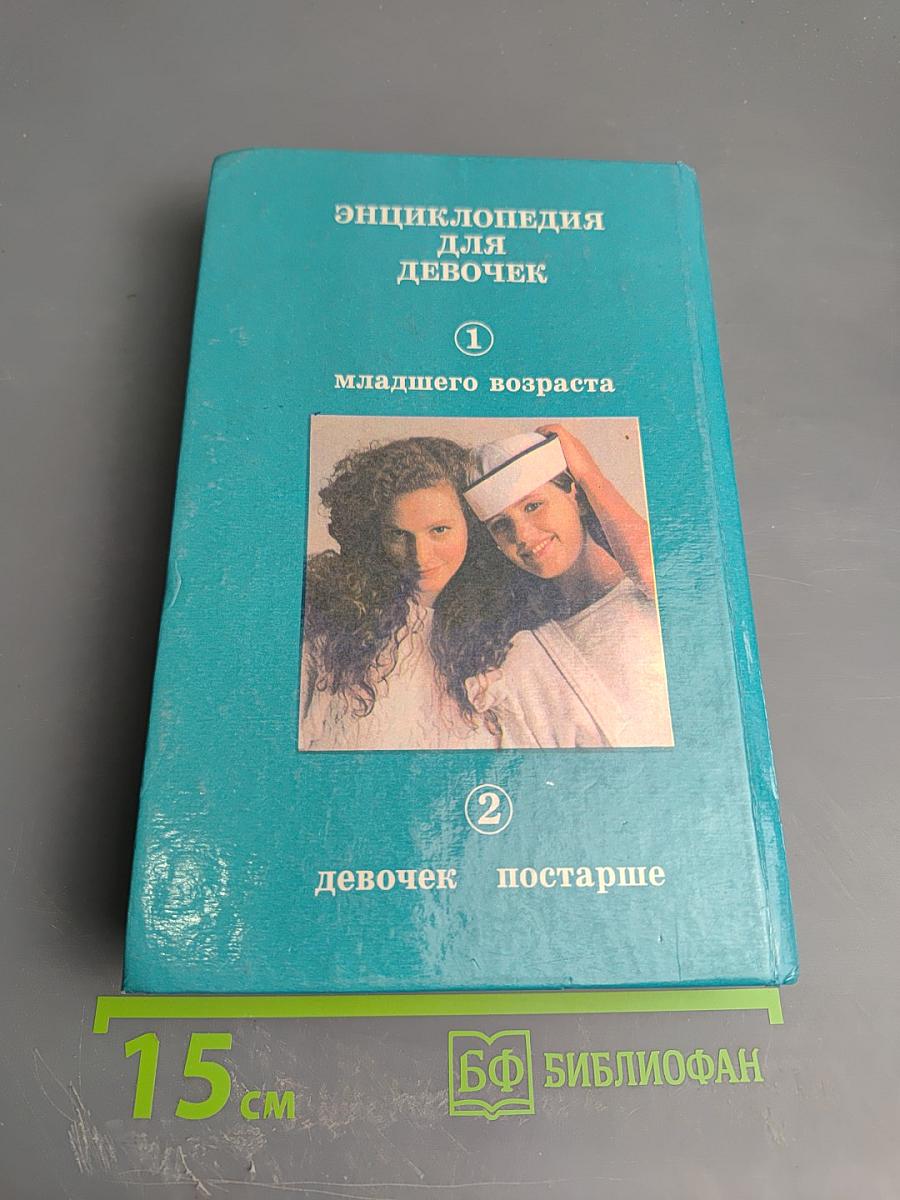 ЭНЦИКЛОПЕДИЯ
ДЛЯ
ДЕВОЧЕК
1
младшего возраста
2
девочек постарше
15 см
БФ БИБЛИОФАН